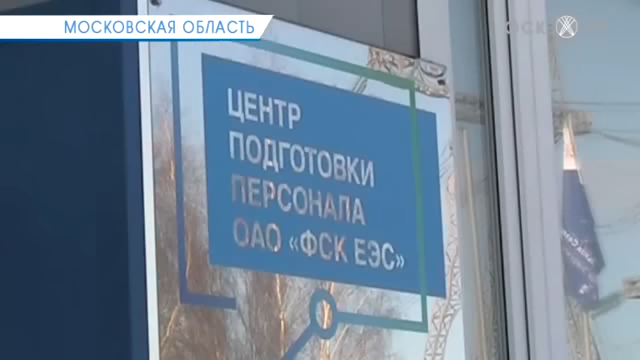 МОСКОВСКАЯ ОБЛАСТЬ
ЦЕНТР
ПОДГОТОВКИ
ПЕРСОНАЛА
ОАО «ФСК ЕЭС»